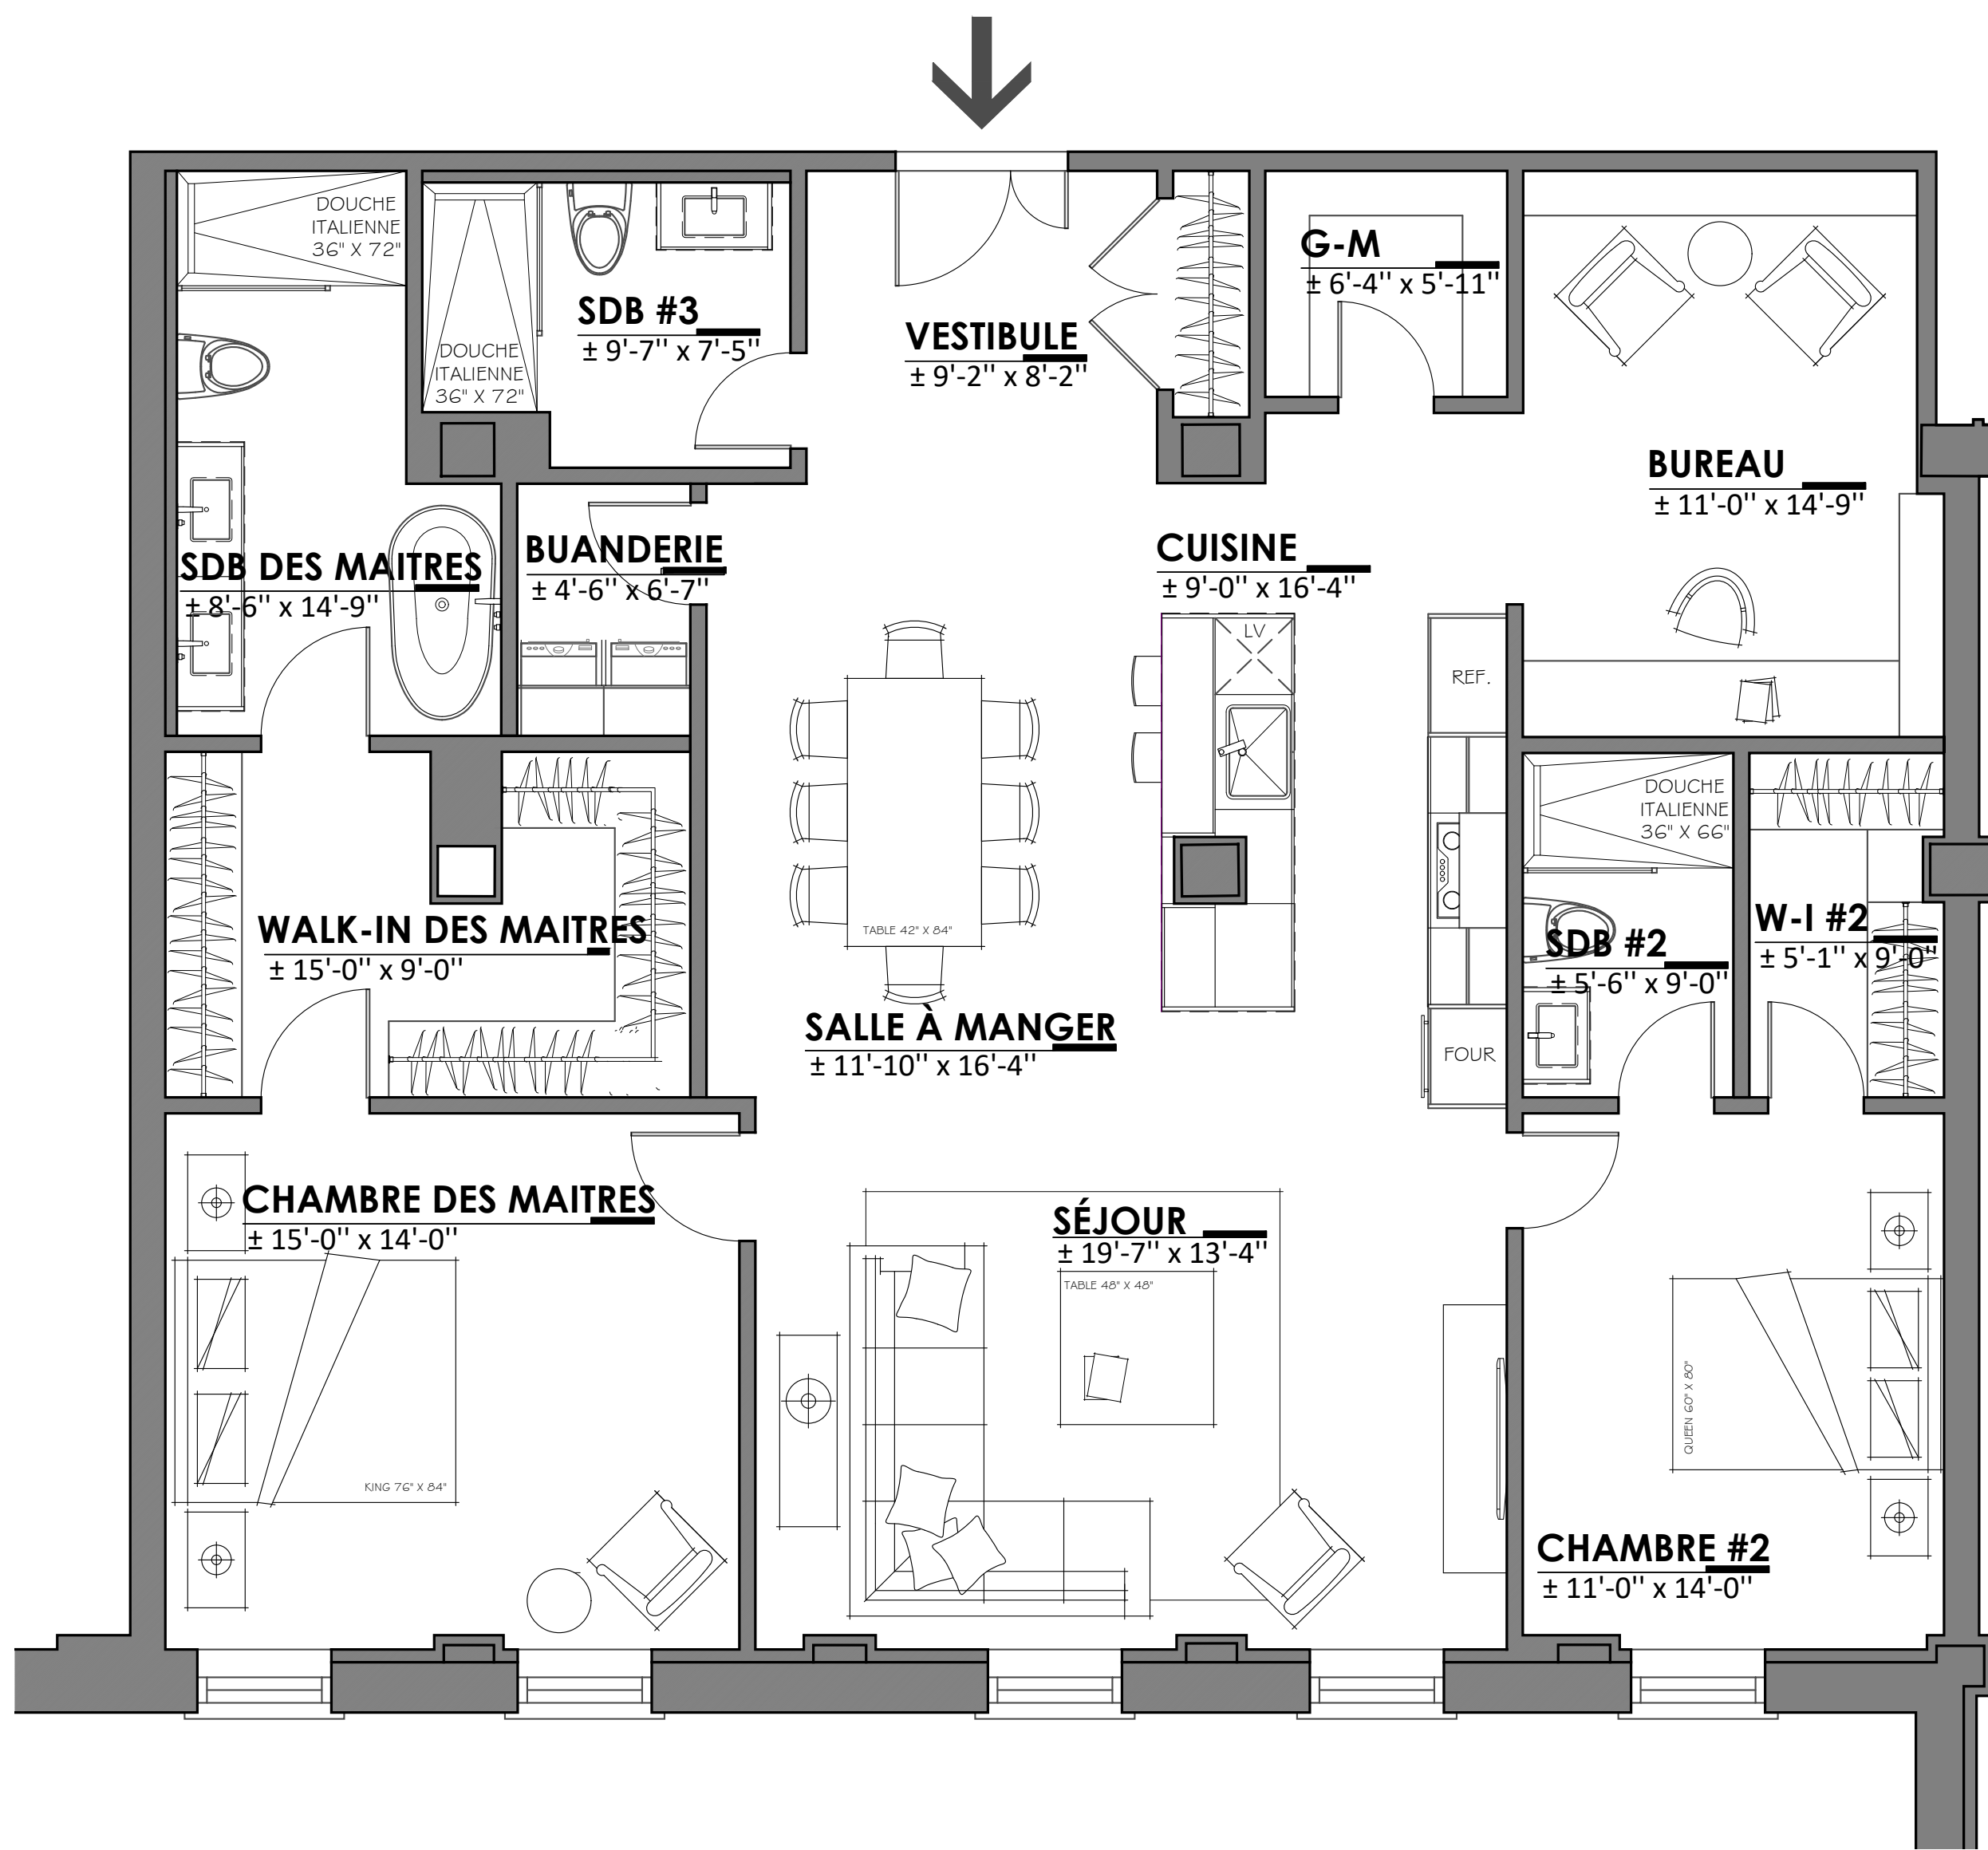 DOUCHE
ITALIENNE
36" X 72"
SDB #3
± 9'-7" x 7'-5"
DOUCHE
ITALIENNE
36" X 72"
VESTIBULE
± 9'-2" x 8'-2"
G-M
± 6'-4" x 5'-11"
BUREAU
± 11'-0" x 14'-9"
SDB DES MAITRES
± 8'-6" x 14'-9"
BUANDERIE
± 4'-6" x 6'-7"
CUISINE
± 9'-0" x 16'-4"
LV
REF.
DOUCHE
ITALIENNE
36" X 66"
WALK-IN DES MAITRES
± 15'-0" x 9'-0"
TABLE 42" X 84"
SALLE À MANGER
± 11'-10" x 16'-4"
FOUR
SDB #2
± 5'-6" x 9'-0"
W-I #2
± 5'-1" x 9'-0"
CHAMBRE DES MAITRES
± 15'-0" x 14'-0"
KING 76" X 84"
SÉJOUR
± 19'-7" x 13'-4"
TABLE 48" X 48"
QUEEN 60" X 80"
CHAMBRE #2
± 11'-0" x 14'-0"